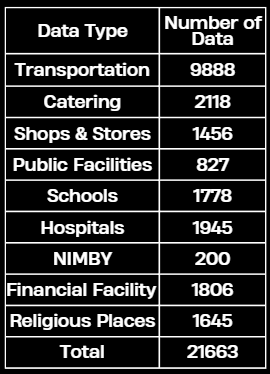 Data Type Number of Data
Transportation 9888
Catering 2118
Shops & Stores 1456
Public Facilities 827
Schools 1778
Hospitals 1945
NIMBY 200
Financial Facility 1806
Religious Places 1645
Total 21663